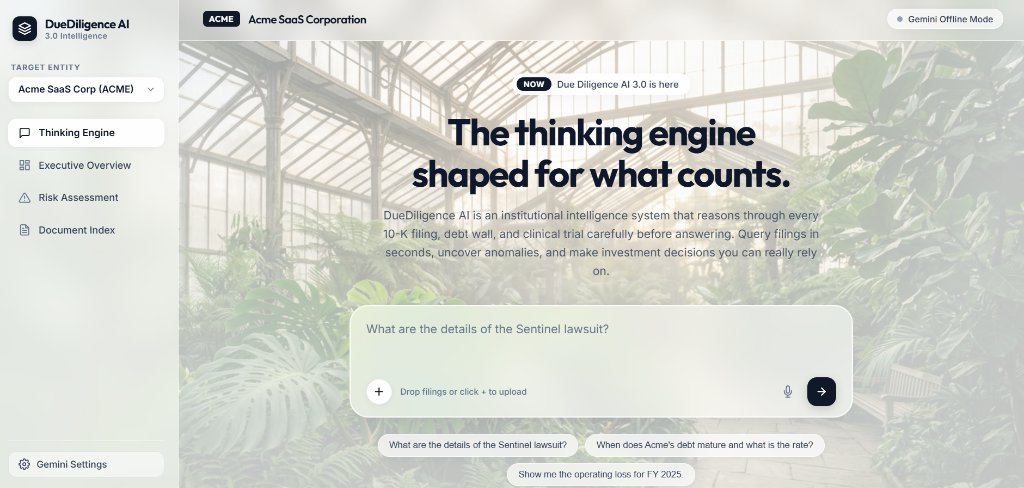 DueDiligence AI
3.0 Intelligence
TARGET ENTITY
Acme SaaS Corp (ACME)
Thinking Engine
Executive Overview
Risk Assessment
Document Index
Gemini Settings
ACME Acme SaaS Corporation
Gemini Offline Mode
NOW Due Diligence AI 3.0 is here
The thinking engine
shaped for what counts.
DueDiligence AI is an institutional intelligence system that reasons through every
10-K filing, debt wall, and clinical trial carefully before answering. Query filings in
seconds, uncover anomalies, and make investment decisions you can really rely
on.
What are the details of the Sentinel lawsuit?
Drop filings or click + to upload
What are the details of the Sentinel lawsuit?
When does Acme's debt mature and what is the rate?
Show me the operating loss for FY 2025.